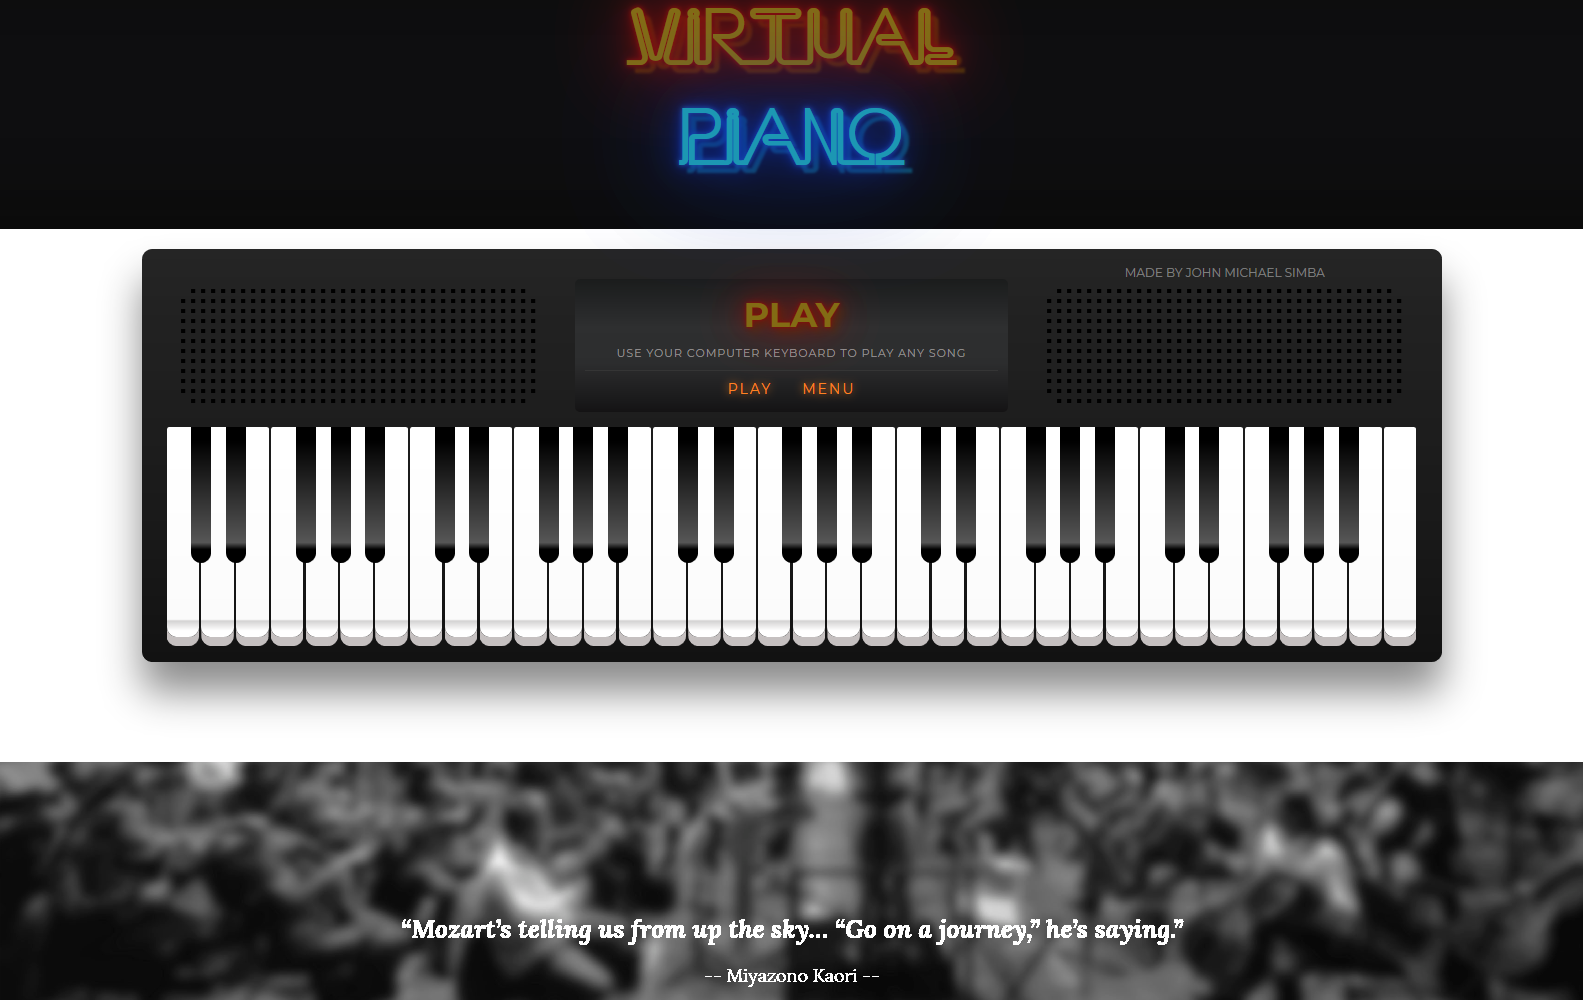 ViRTUAL
PiANO
MADE BY JOHN MICHAEL SIMBA
PLAY
USE YOUR COMPUTER KEYBOARD TO PLAY ANY SONG
PLAY MENU
“Mozart’s telling us from up the sky... “Go on a journey,” he’s saying.”
-- Miyazono Kaori --